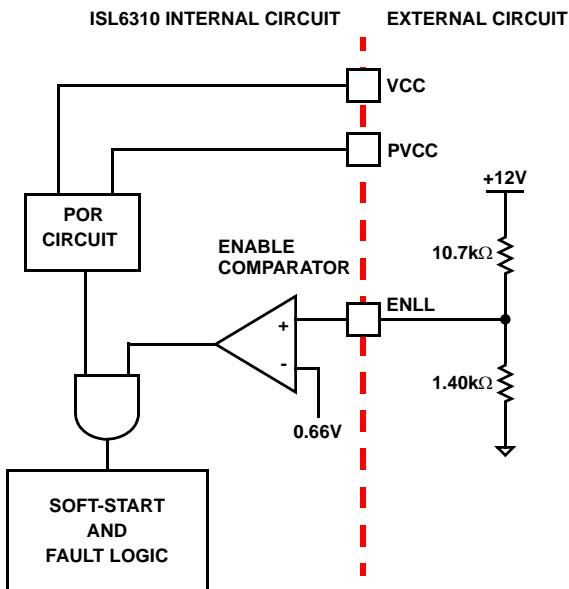 ISL6310 INTERNAL CIRCUIT
EXTERNAL CIRCUIT
VCC
PVCC
+12V
POR
CIRCUIT
10.7kΩ
ENABLE
COMPARATOR
ENLL
+
-
1.40kΩ
0.66V
SOFT-START
AND
FAULT LOGIC